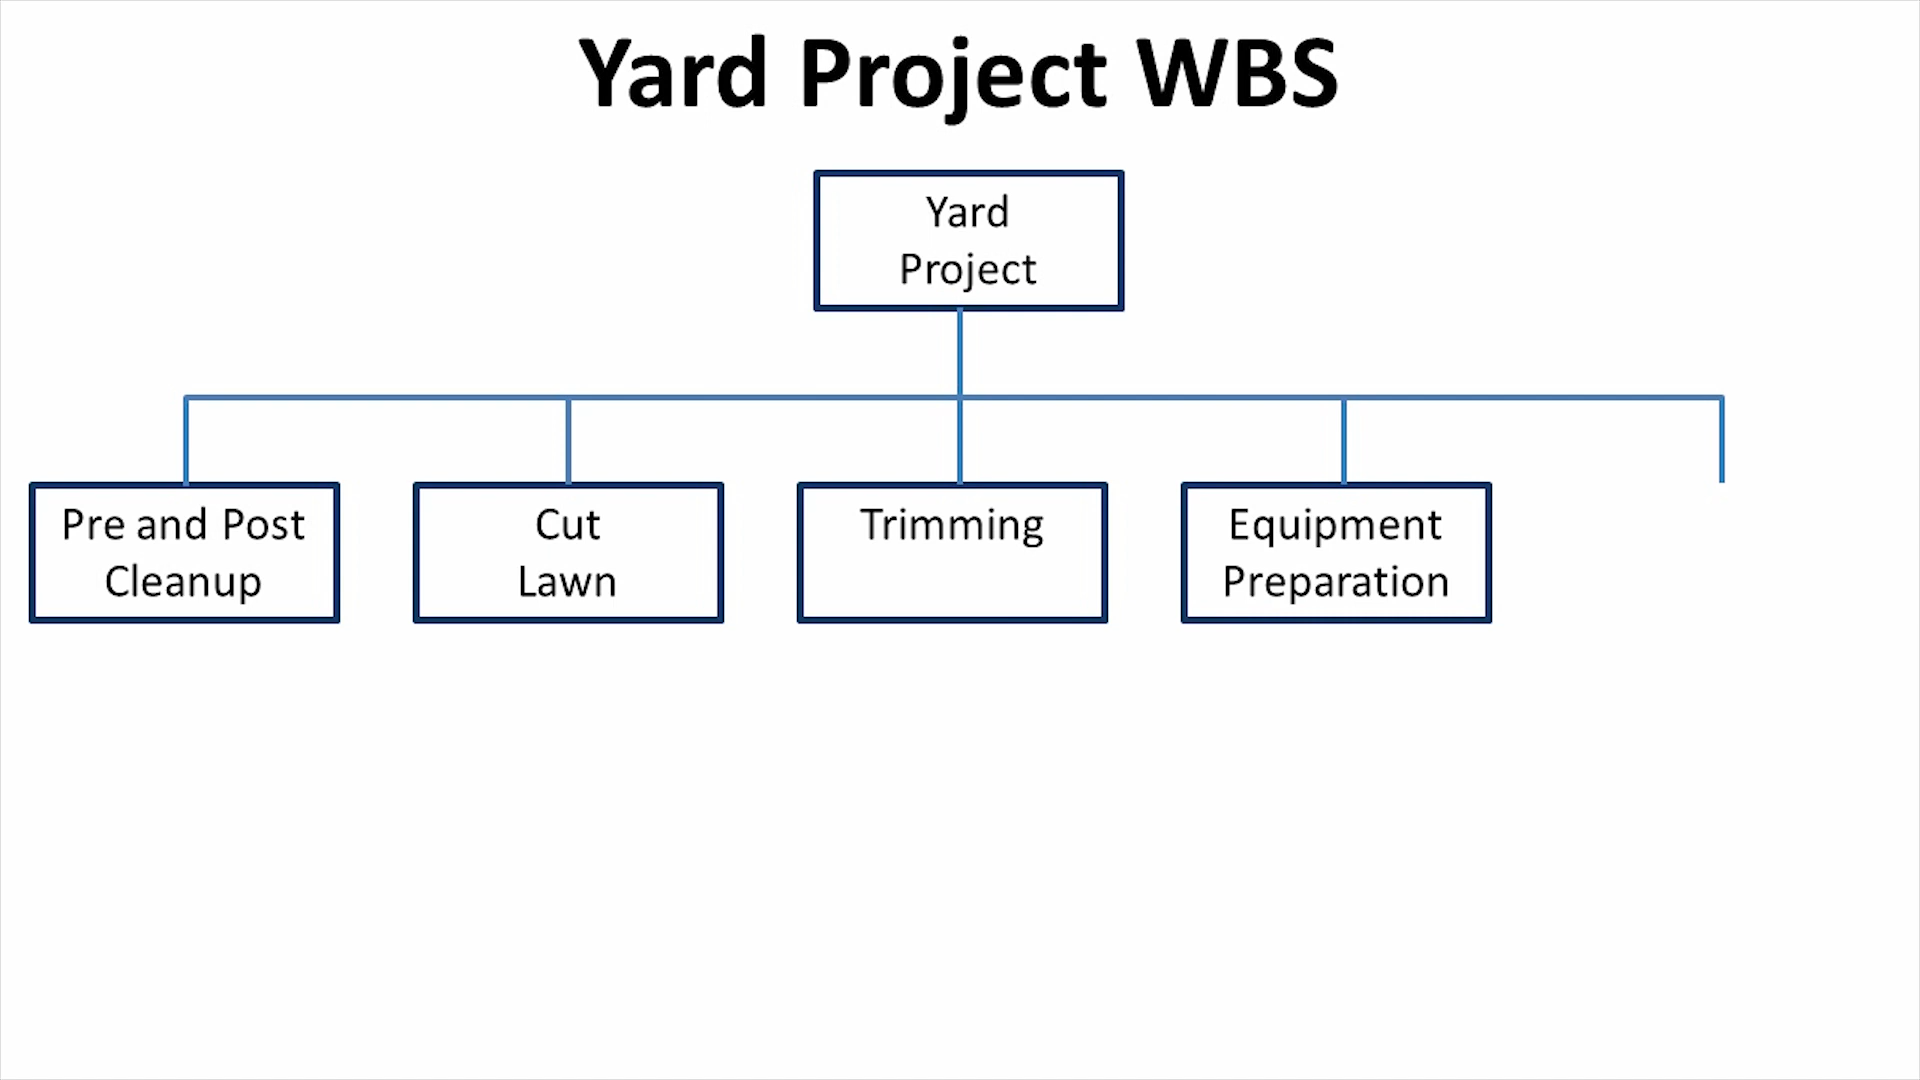 Yard Project WBS
Yard
Project
Pre and Post
Cleanup
Cut
Lawn
Trimming
Equipment
Preparation